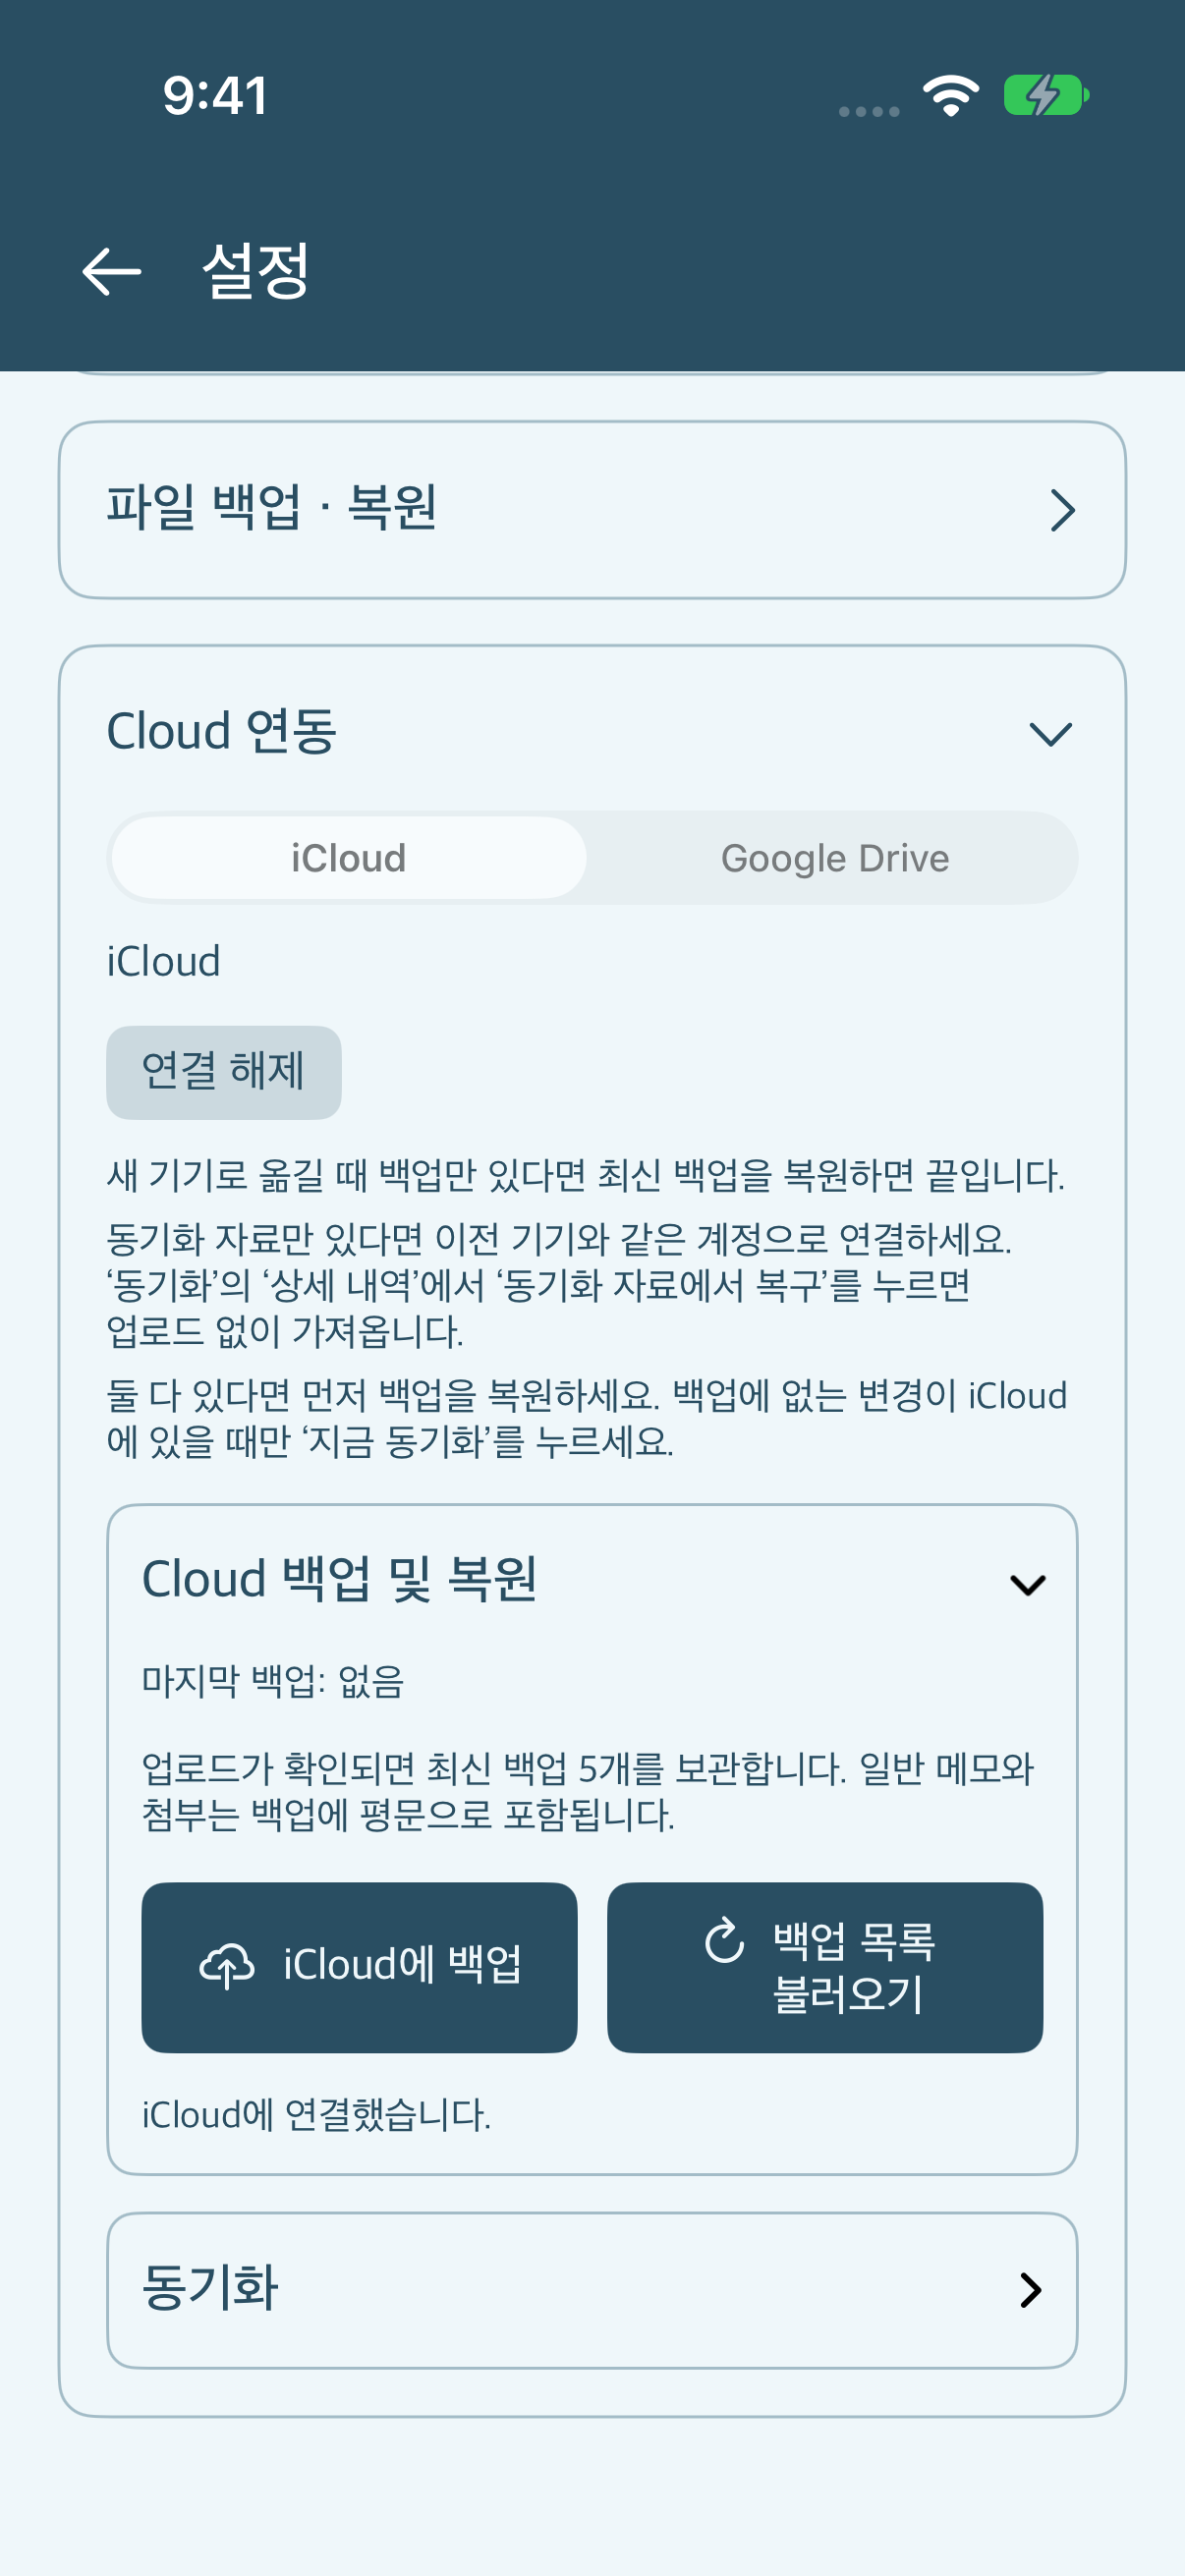 9:41
설정
파일 백업 · 복원
Cloud 연동
iCloud
Google Drive
iCloud
연결 해제
새 기기로 옮길 때 백업만 있다면 최신 백업을 복원하면 끝입니다.
동기화 자료만 있다면 이전 기기와 같은 계정으로 연결하세요.
‘동기화’의 ‘상세 내역’에서 ‘동기화 자료에서 복구’를 누르면
업로드 없이 가져옵니다.
둘 다 있다면 먼저 백업을 복원하세요. 백업에 없는 변경이 iCloud
에 있을 때만 ‘지금 동기화’를 누르세요.
Cloud 백업 및 복원
마지막 백업: 없음
업로드가 확인되면 최신 백업 5개를 보관합니다. 일반 메모와
첨부는 백업에 평문으로 포함됩니다.
iCloud에 백업
백업 목록
불러오기
iCloud에 연결했습니다.
동기화